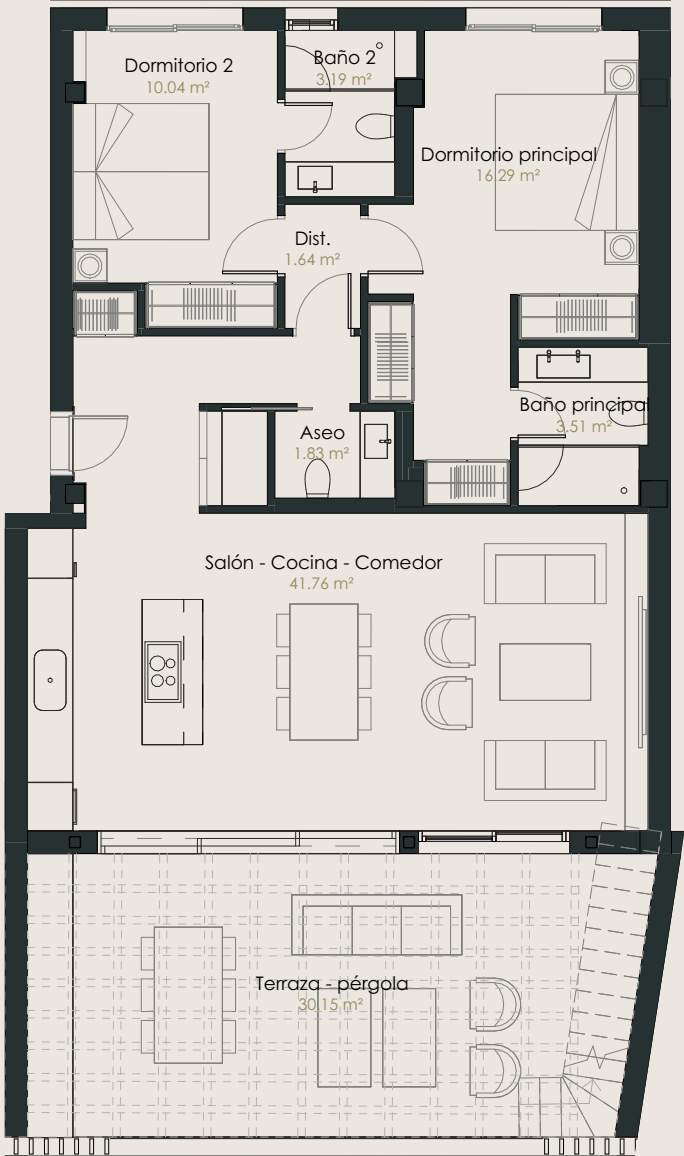 Dormitorio 2
10.04 m²
Baño 2
3.19 m²
Dormitorio principal
16.29 m²
Dist.
1.64 m²
Baño principal
3.51 m²
Aseo
1.83 m²
Salón - Cocina - Comedor
41.76 m²
Terraza - pérgola
30.15 m²